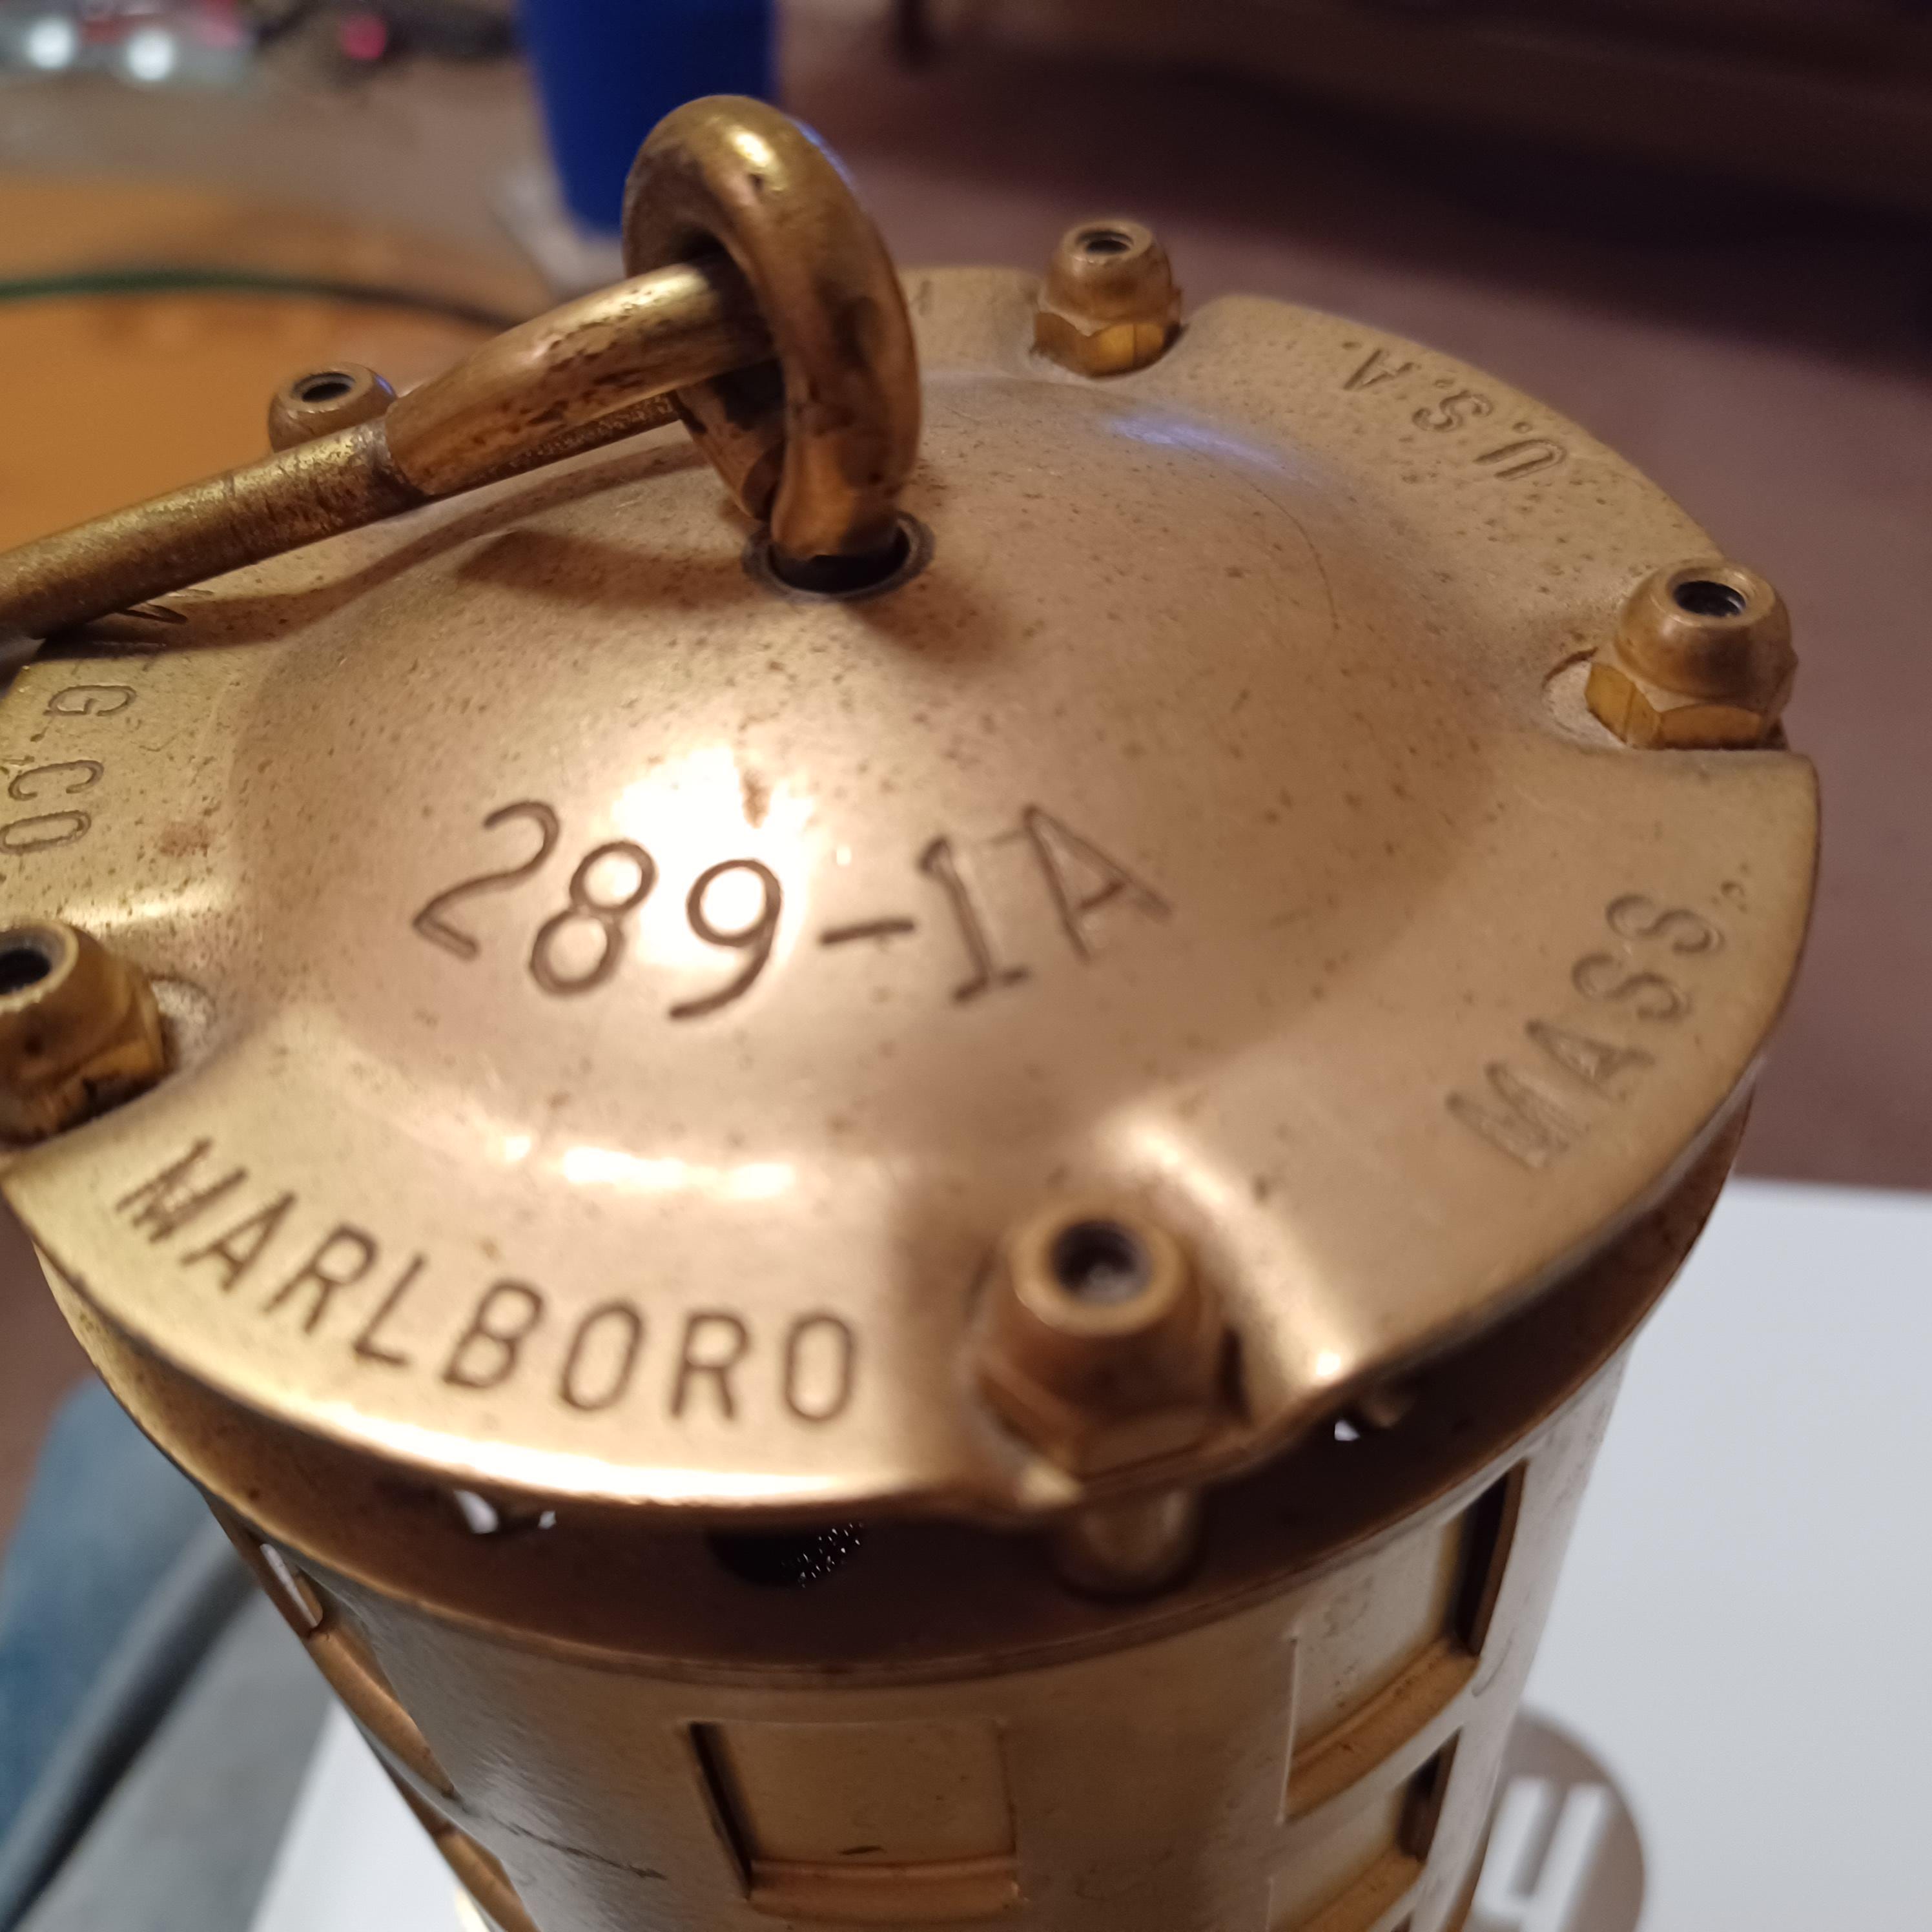 289-1A
MARLBORO
MASS.
U.S.A.
G.CO